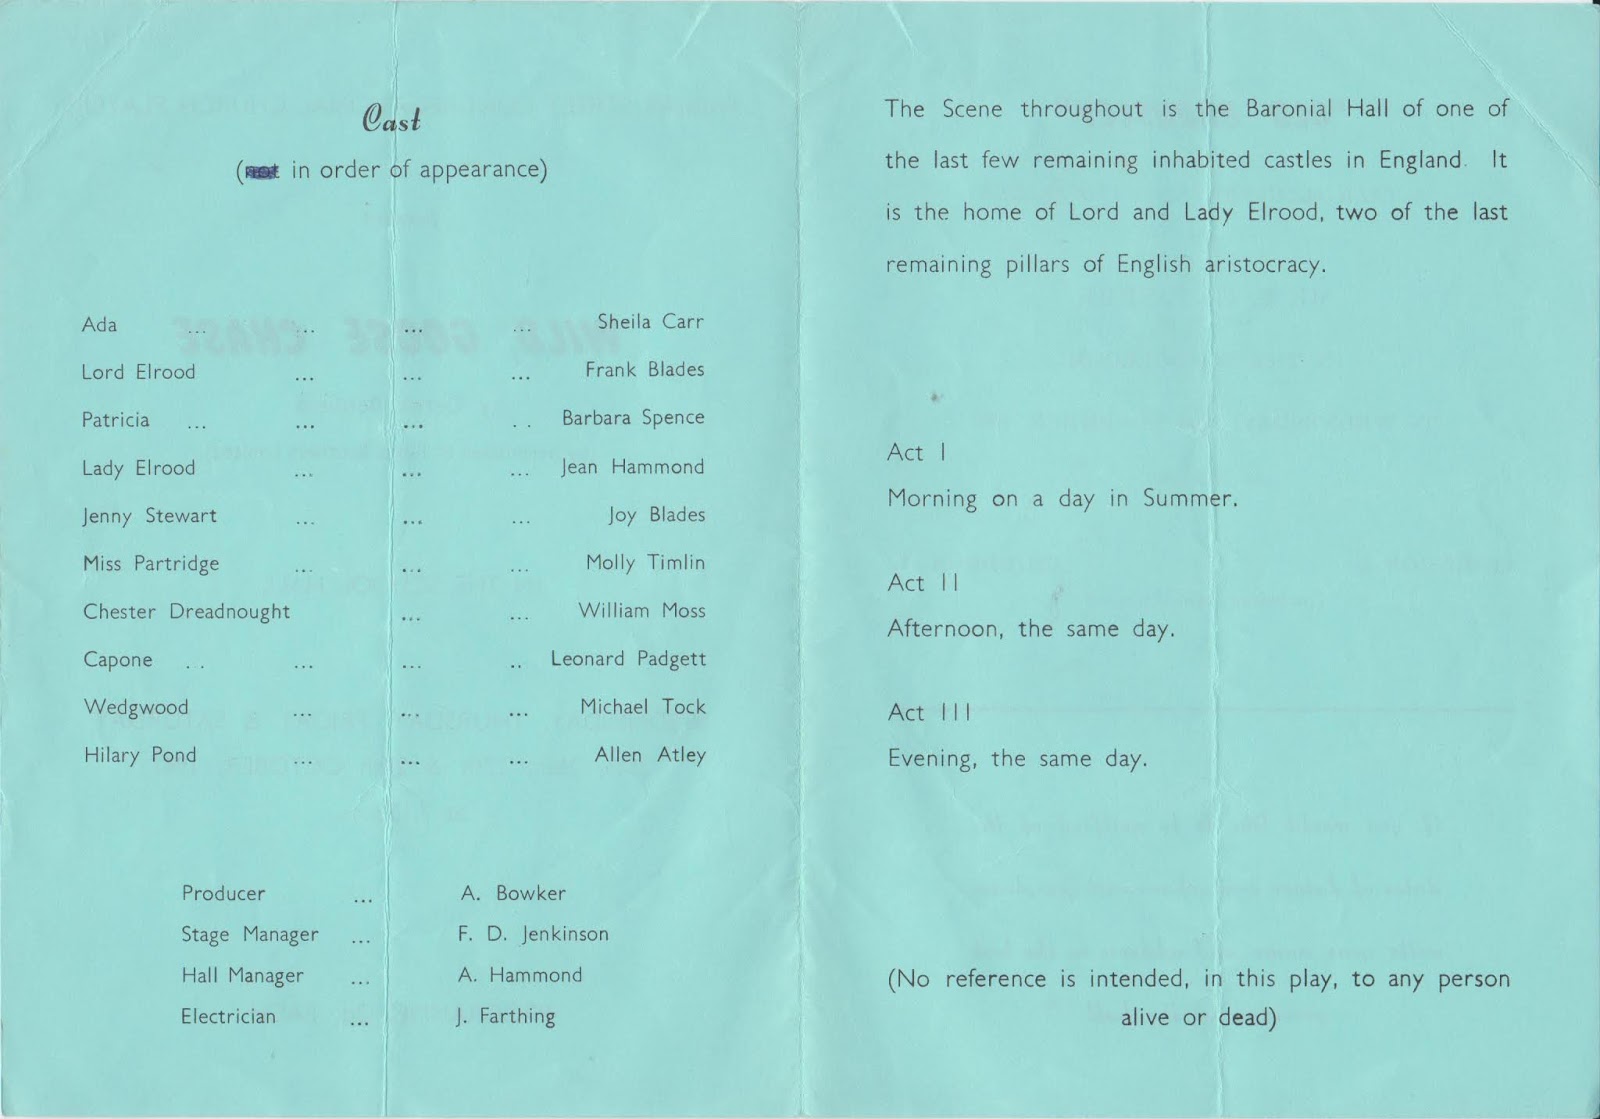 Cast
(not in order of appearance)
Ada ... ... ... ... Sheila Carr
Lord Elrood ... ... ... Frank Blades
Patricia ... ... ... .. Barbara Spence
Lady Elrood ... ... ... Jean Hammond
Jenny Stewart ... ... ... Joy Blades
Miss Partridge ... ... ... Molly Timlin
Chester Dreadnought ... ... William Moss
Capone ... ... ... .. Leonard Padgett
Wedgwood ... ... ... Michael Tock
Hilary Pond ... ... ... Allen Atley
Producer ... A. Bowker
Stage Manager ... F. D. Jenkinson
Hall Manager ... A. Hammond
Electrician ... J. Farthing
The Scene throughout is the Baronial Hall of one of
the last few remaining inhabited castles in England. It
is the home of Lord and Lady Elrood, two of the last
remaining pillars of English aristocracy.
Act I
Morning on a day in Summer.
Act II
Afternoon, the same day.
Act III
Evening, the same day.
(No reference is intended, in this play, to any person
alive or dead)
WILD GOOSE CHASE